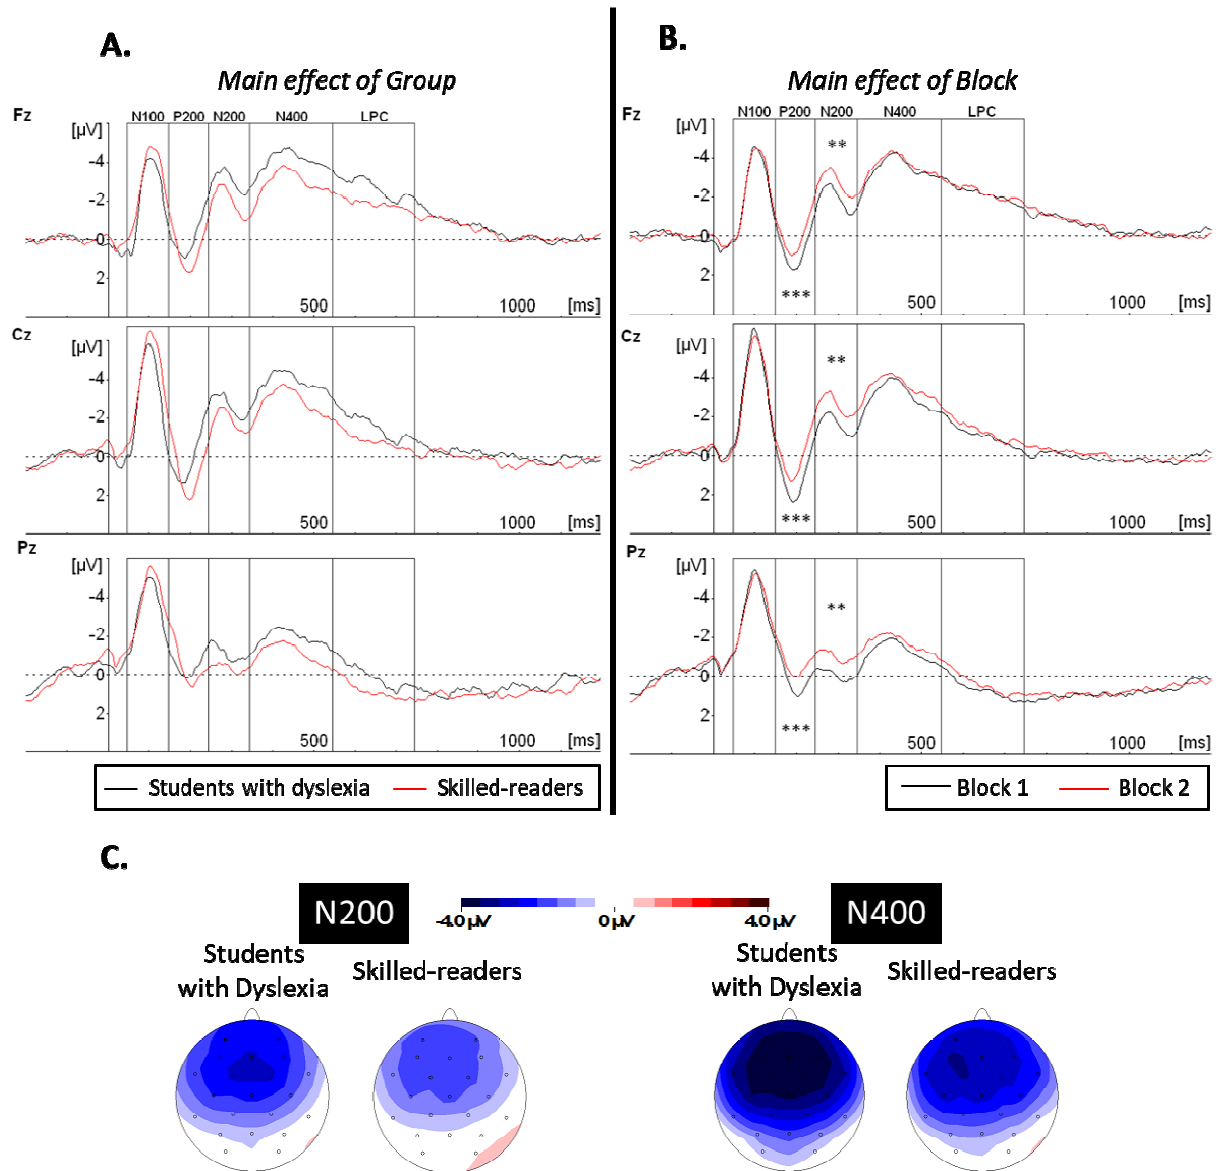 A.
Main effect of Group
Fz
[µV]
N100 P200 N200 N400 LPC
-4
-2
0
2
500 1000 [ms]
Cz
[µV]
-4
-2
0
2
500 1000 [ms]
Pz
[µV]
-4
-2
0
2
500 1000 [ms]
Students with dyslexia Skilled-readers
B.
Main effect of Block
Fz
[µV]
N100 P200 N200 N400 LPC
**
-4
-2
0
2
***
500 1000 [ms]
Cz
[µV]
**
-4
-2
0
2
***
500 1000 [ms]
Pz
[µV]
-4
**
-2
0
2
***
500 1000 [ms]
Block 1 Block 2
C.
N200 -4.0 µV 0 µV 4.0 µV N400
Students
with Dyslexia
Skilled-readers
Students
with Dyslexia
Skilled-readers